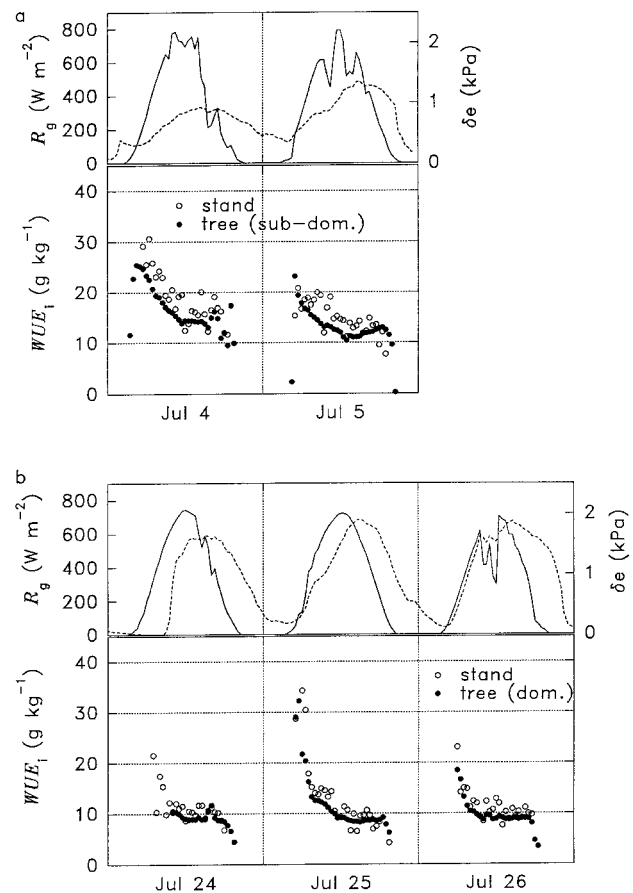 a
800
600
400
200
0
R_g (W m⁻²)
2
1
0
δe (kPa)
○ stand
● tree (sub-dom.)
40
30
20
10
0
WUE_i (g kg⁻¹)
Jul 4
Jul 5
b
800
600
400
200
0
R_g (W m⁻²)
2
1
0
δe (kPa)
○ stand
● tree (dom.)
40
30
20
10
0
WUE_i (g kg⁻¹)
Jul 24
Jul 25
Jul 26